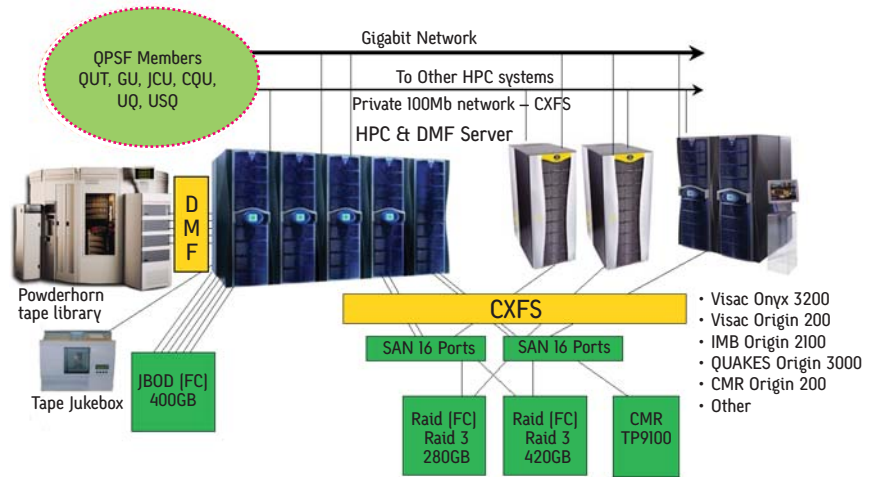 QPSF Members
QUT, GU, JCU, CQU,
UQ, USQ
Gigabit Network
To Other HPC systems
Private 100Mb network – CXFS
HPC & DMF Server
D
M
F
Powderhorn
tape library
Tape Jukebox
JBOD (FC)
400GB
CXFS
SAN 16 Ports
SAN 16 Ports
Raid (FC)
Raid 3
280GB
Raid (FC)
Raid 3
420GB
CMR
TP9100
• Visac Onyx 3200
• Visac Origin 200
• IMB Origin 2100
• QUAKES Origin 3000
• CMR Origin 200
• Other